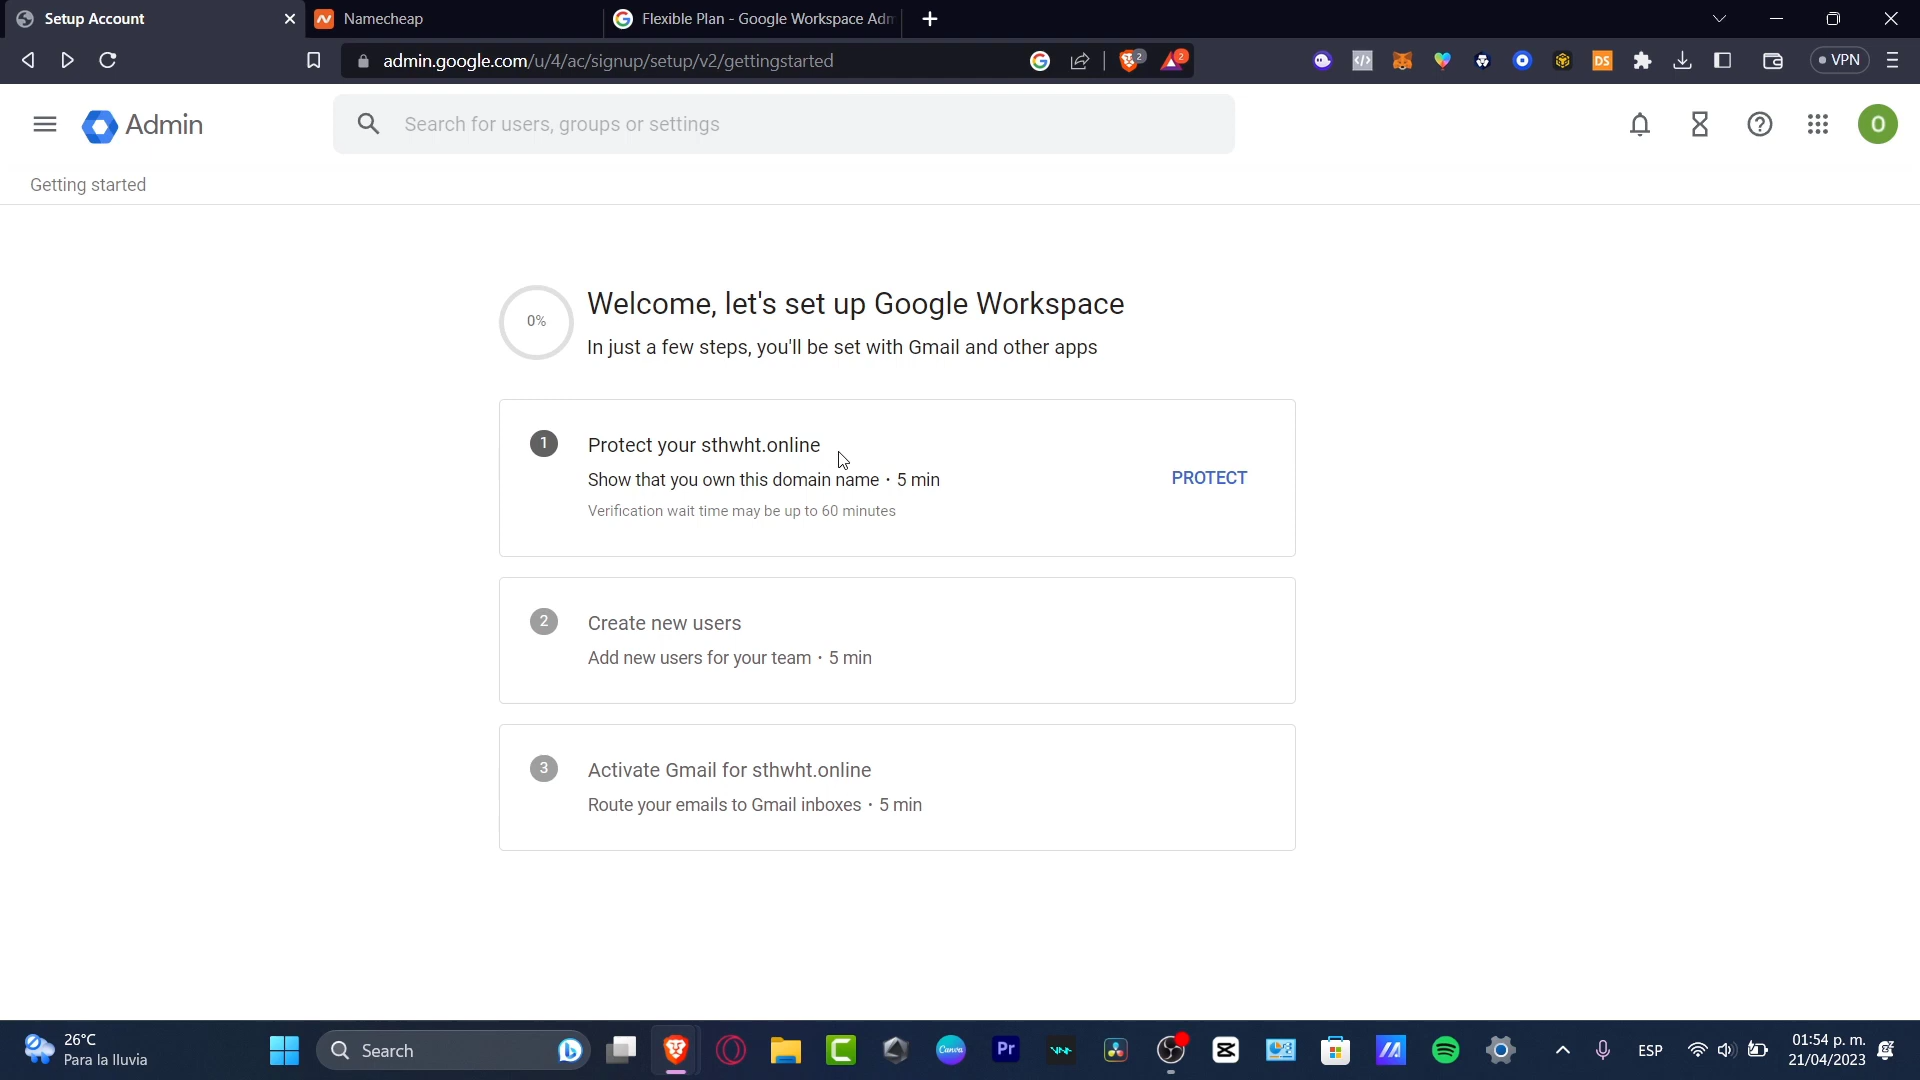 Setup Account
Namecheap
Flexible Plan - Google Workspace Adm
admin.google.com/u/4/ac/signup/setup/v2/gettingstarted
2
2
DS
VPN
Admin
Search for users, groups or settings
O
Getting started
0%
Welcome, let's set up Google Workspace
In just a few steps, you'll be set with Gmail and other apps
1
Protect your sthwht.online
Show that you own this domain name · 5 min
PROTECT
Verification wait time may be up to 60 minutes
2
Create new users
Add new users for your team · 5 min
3
Activate Gmail for sthwht.online
Route your emails to Gmail inboxes · 5 min
26°C
Para la lluvia
Search
Canva
Pr
ESP
01:54 p. m.
21/04/2023